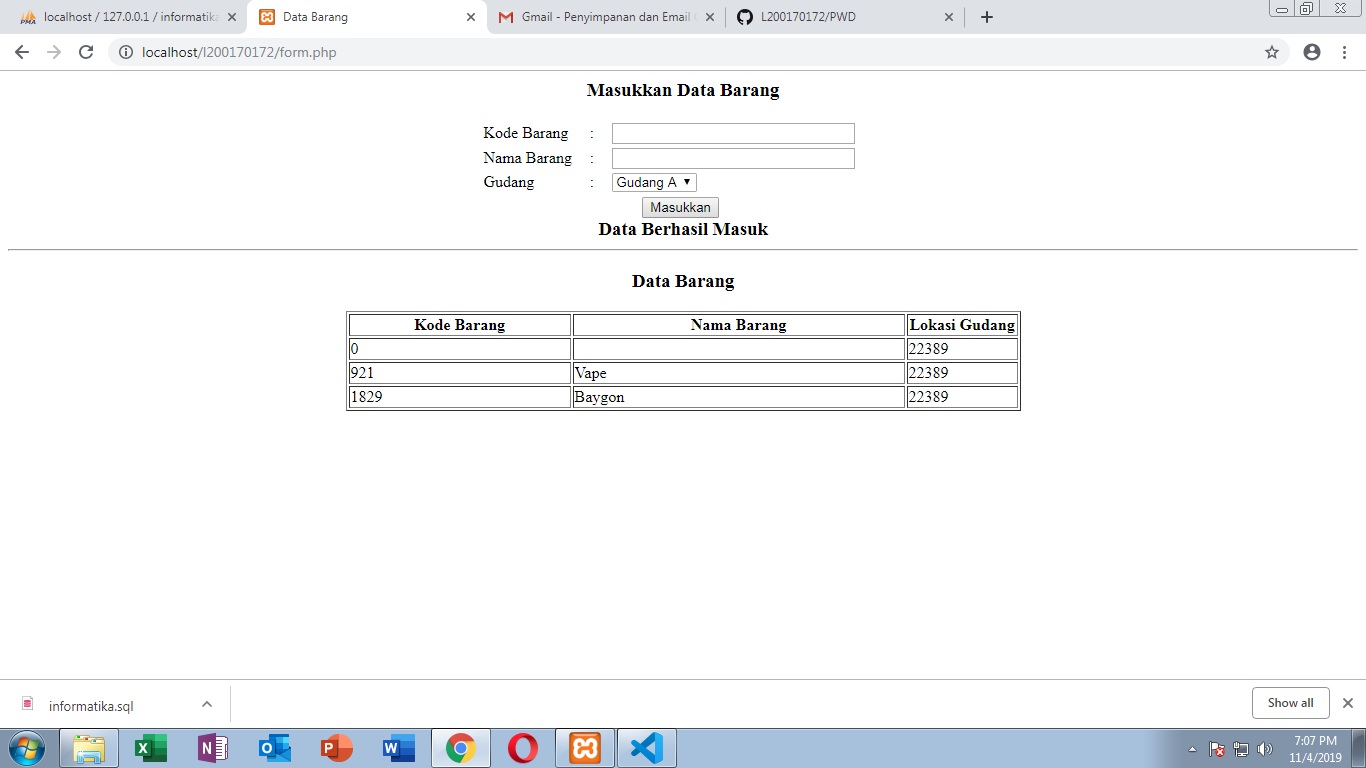 localhost / 127.0.0.1 / informatika
Data Barang
Gmail - Penyimpanan dan Email
L200170172/PWD
localhost/l200170172/form.php
Masukkan Data Barang
Kode Barang :
Nama Barang :
Gudang : Gudang A
Masukkan
Data Berhasil Masuk
Data Barang
Kode Barang Nama Barang Lokasi Gudang
0 22389
921 Vape 22389
1829 Baygon 22389
informatika.sql
Show all
7:07 PM
11/4/2019